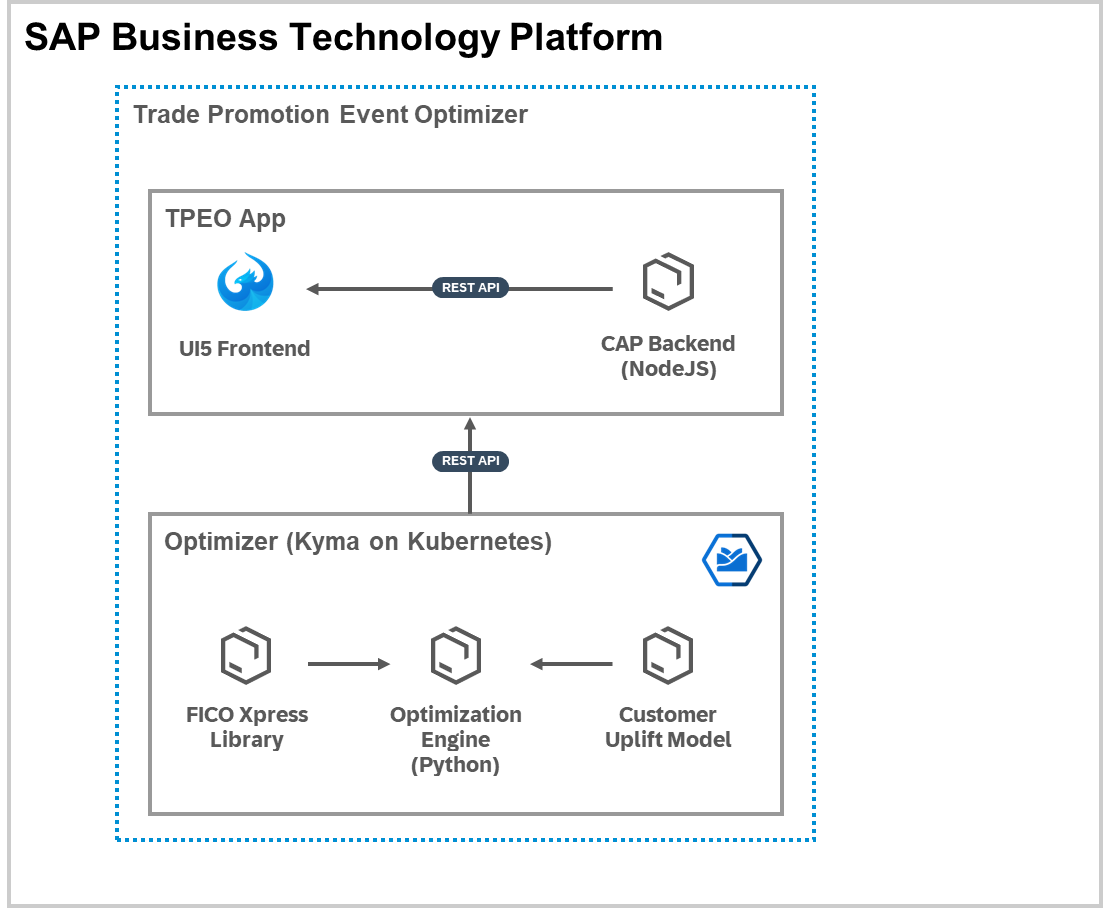 SAP Business Technology Platform
Trade Promotion Event Optimizer
TPEO App
REST API
UI5 Frontend
CAP Backend
(NodeJS)
REST API
Optimizer (Kyma on Kubernetes)
FICO Xpress
Library
Optimization
Engine
(Python)
Customer
Uplift Model